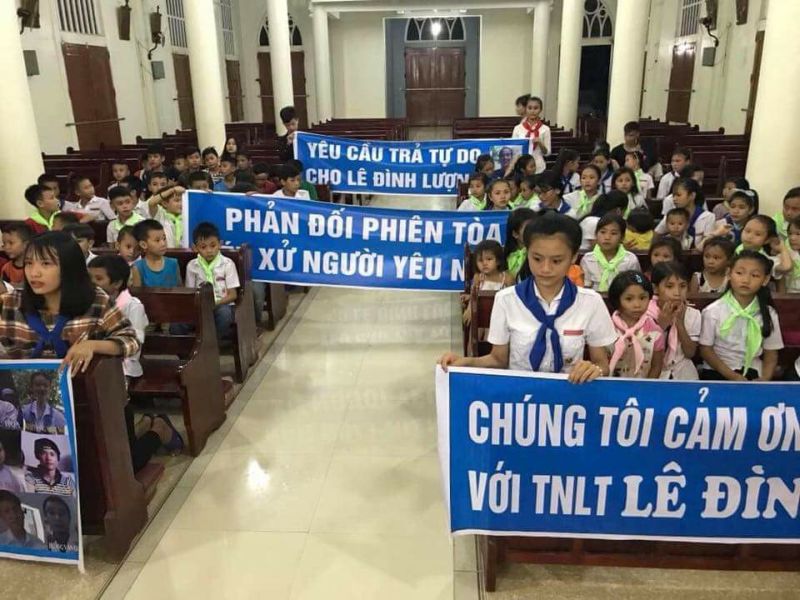 YÊU CẦU TRẢ TỰ DO
CHO LÊ ĐÌNH LƯỢN
PHẢN ĐỐI PHIÊN TÒA
XỬ NGƯỜI YÊU
CHÚNG TÔI CẢM ƠN
VỚI TNLT LÊ ĐÌN